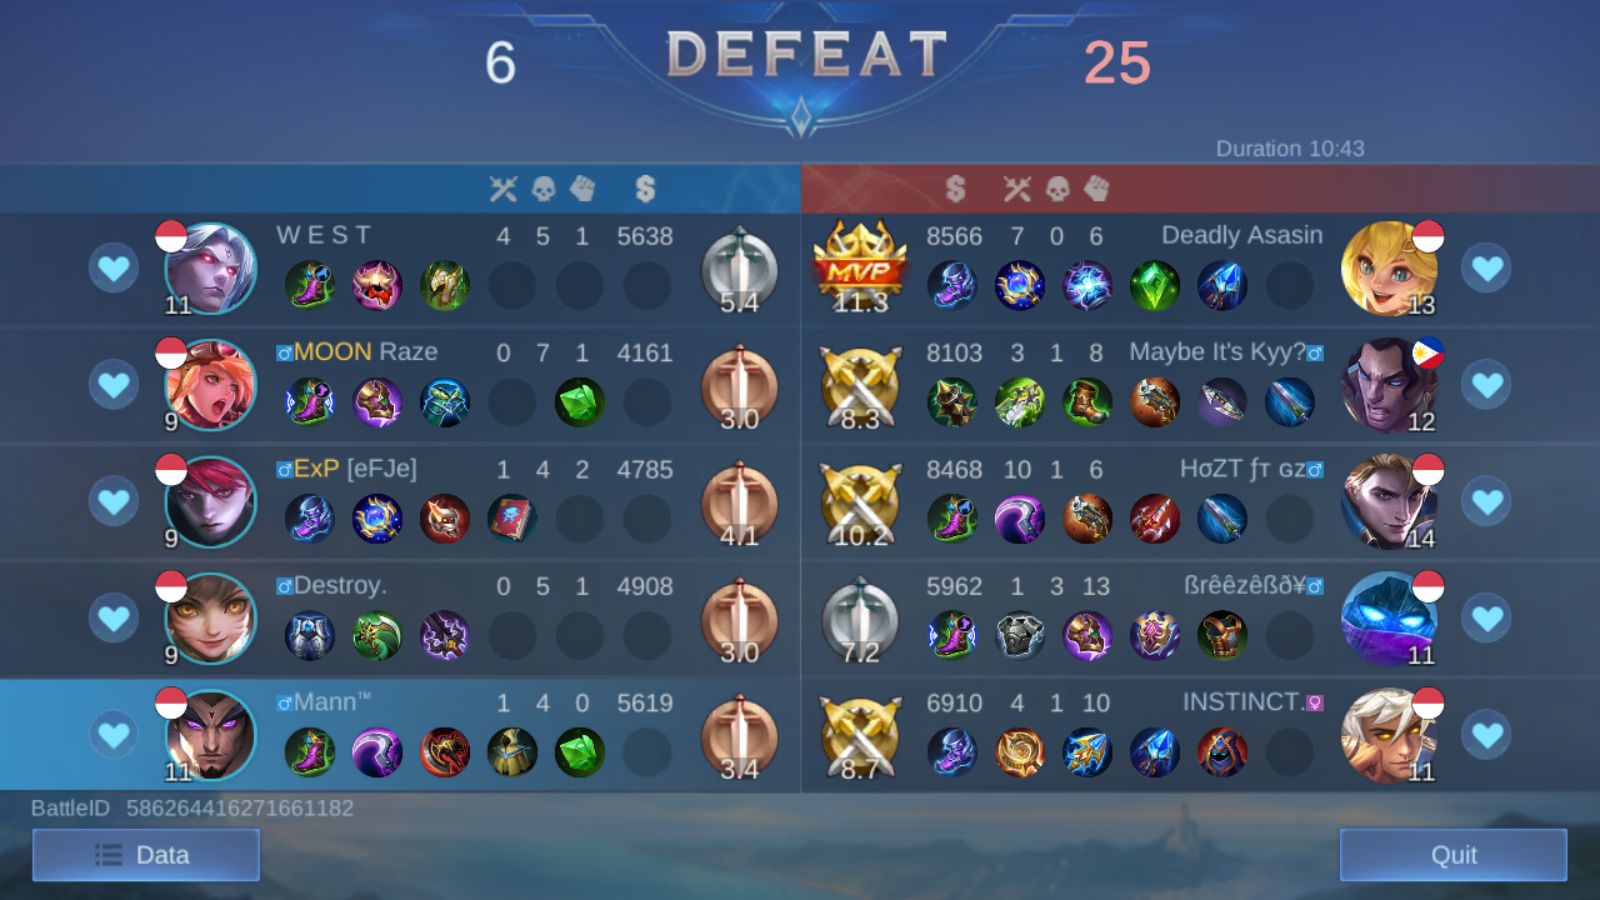 6 DEFEAT 25
Duration 10:43
W E S T 4 5 1 5638
11 5.4
MVP 8566 7 0 6 Deadly Asasin
11.3 13
MOON Raze 0 7 1 4161
9 3.0
8103 3 1 8 Maybe It's Kyy?
8.3 12
ExP [eFJe] 1 4 2 4785
9 4.1
8468 10 1 6 HσZT ƒт ɢᴢ
10.2 14
Destroy. 0 5 1 4908
9 3.0
5962 1 3 13 ßrêêzêßð¥
7.2 11
Mann™ 1 4 0 5619
11 3.4
6910 4 1 10 INSTINCT.
8.7 11
BattleID 586264416271661182
Data
Quit